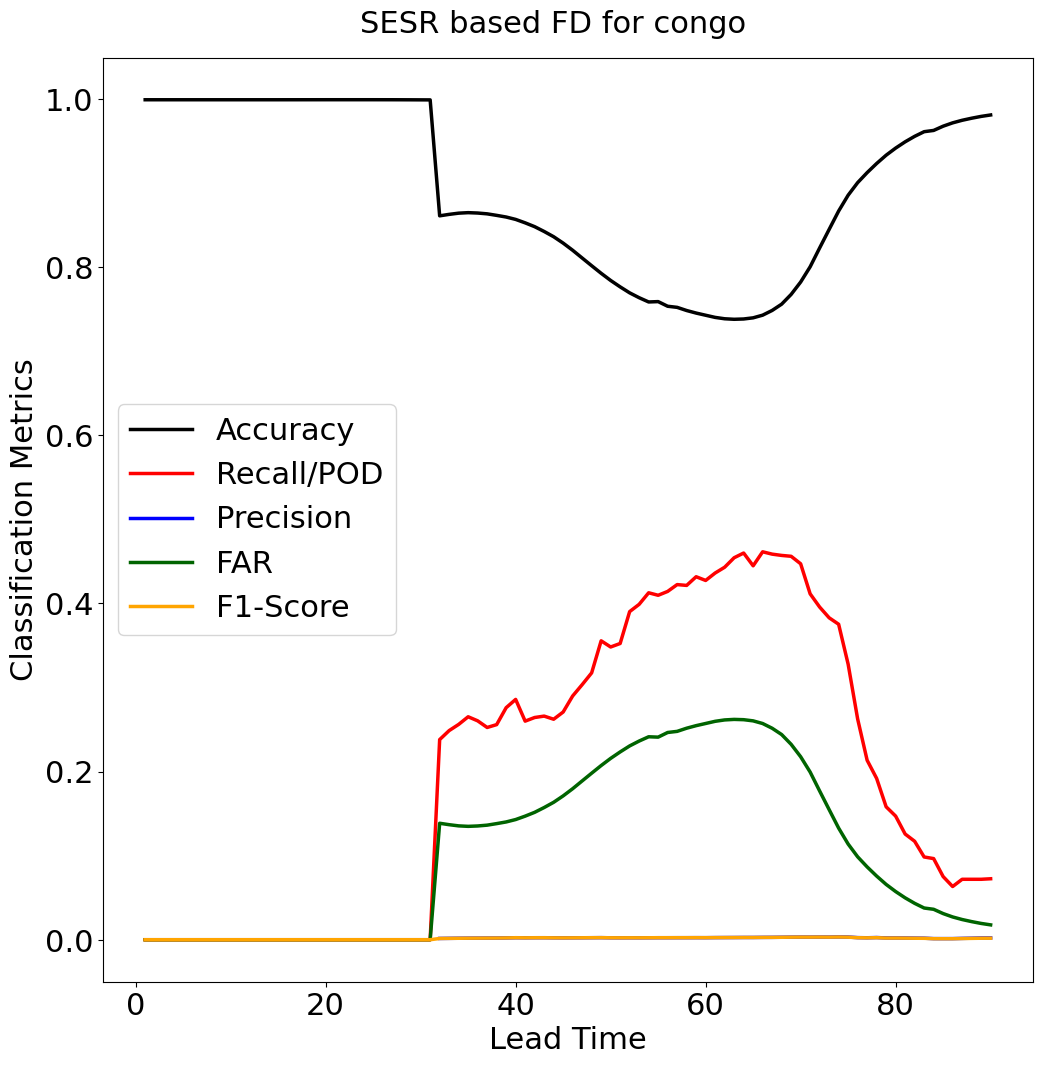 SESR based FD for congo
Classification Metrics
1.0
0.8
0.6
0.4
0.2
0.0
Accuracy
Recall/POD
Precision
FAR
F1-Score
0 20 40 60 80
Lead Time